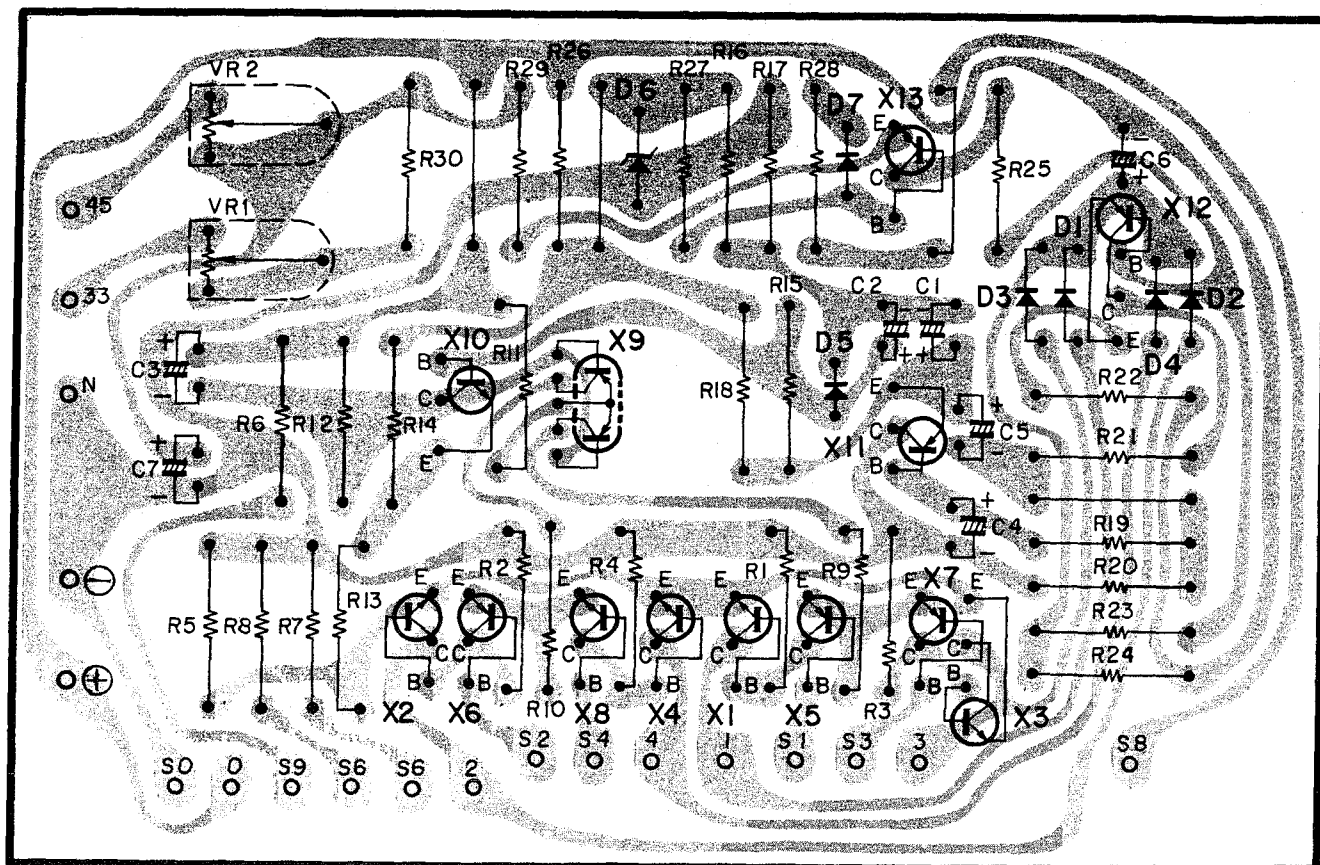 VR2
R30
R29
R26
D6
R27
R16
R17
R28
D7
X13
E
C
B
R25
-
C6
+
X12
45
VR1
33
D1
B
C
E
D3
D2
D4
N
+
C3
-
+
C7
-
R6
R12
R14
X10
B
C
E
R11
X9
R18
R15
D5
C2
C1
-
-
+
+
E
C
B
X11
+
C5
-
+
C4
-
R22
R21
R19
R20
R23
R24
-
+
R5
R8
R7
R13
E
C
B
X2
E
C
B
X6
R2
R10
E
C
B
X8
R4
E
C
B
X4
E
C
B
X1
R1
E
C
B
X5
R9
R3
E
C
B
X7
E
C
B
X3
S0
0
S9
S6
S6
2
S2
S4
4
1
S1
S3
3
S8